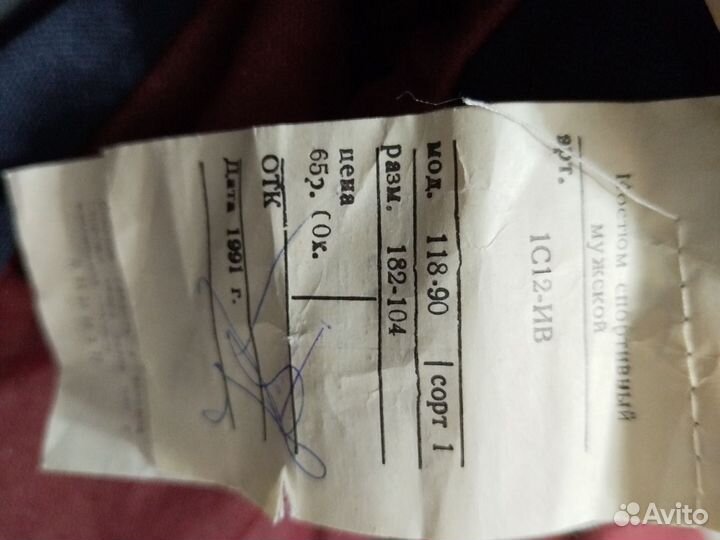 Костюм спортивный
мужской
арт. 1С12-ИВ
мод. 118-90 | сорт 1
разм. 182-104
цена
65р. 00к.
ОТК
Дата 1991 г.
Avito